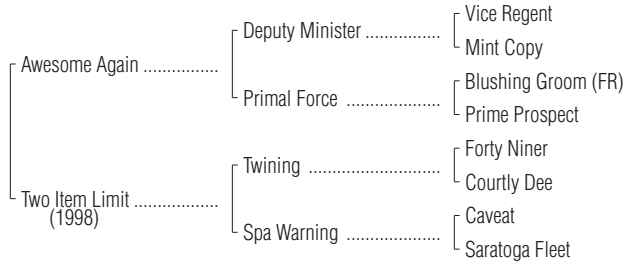 Vice Regent
Deputy Minister ..................
Mint Copy
Awesome Again ................
Blushing Groom (FR)
Primal Force ......................
Prime Prospect
Forty Niner
Twining ..............................
Courtly Dee
Two Item Limit ..................
(1998)
Caveat
Spa Warning ......................
Saratoga Fleet